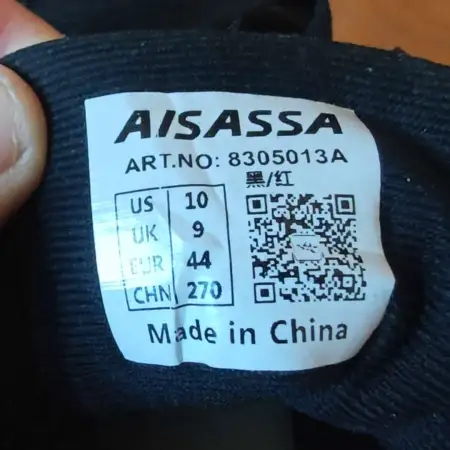 AISASSA
ART.NO: 8305013A
黑/红
US 10
UK 9
EUR 44
CHN 270
Made in China